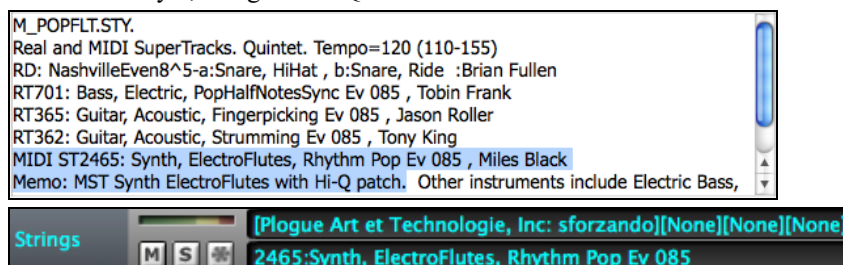 M_POPFLT.STY.
Real and MIDI SuperTracks. Quintet. Tempo=120 (110-155)
RD: NashvilleEven8^5-a:Snare, HiHat , b:Snare, Ride :Brian Fullen
RT701: Bass, Electric, PopHalfNotesSync Ev 085 , Tobin Frank
RT365: Guitar, Acoustic, Fingerpicking Ev 085 , Jason Roller
RT362: Guitar, Acoustic, Strumming Ev 085 , Tony King
MIDI ST2465: Synth, ElectroFlutes, Rhythm Pop Ev 085 , Miles Black
Memo: MST Synth ElectroFlutes with Hi-Q patch. Other instruments include Electric Bass,
[Plogue Art et Technologie, Inc: sforzando][None][None][None]
Strings
M S
2465:Synth, ElectroFlutes, Rhythm Pop Ev 085